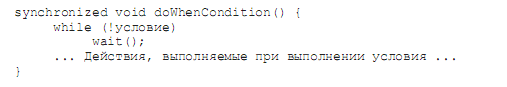 synchronized void doWhenCondition() {
while (!условие)
wait();
... Действия, выполняемые при выполнении условия ...
}